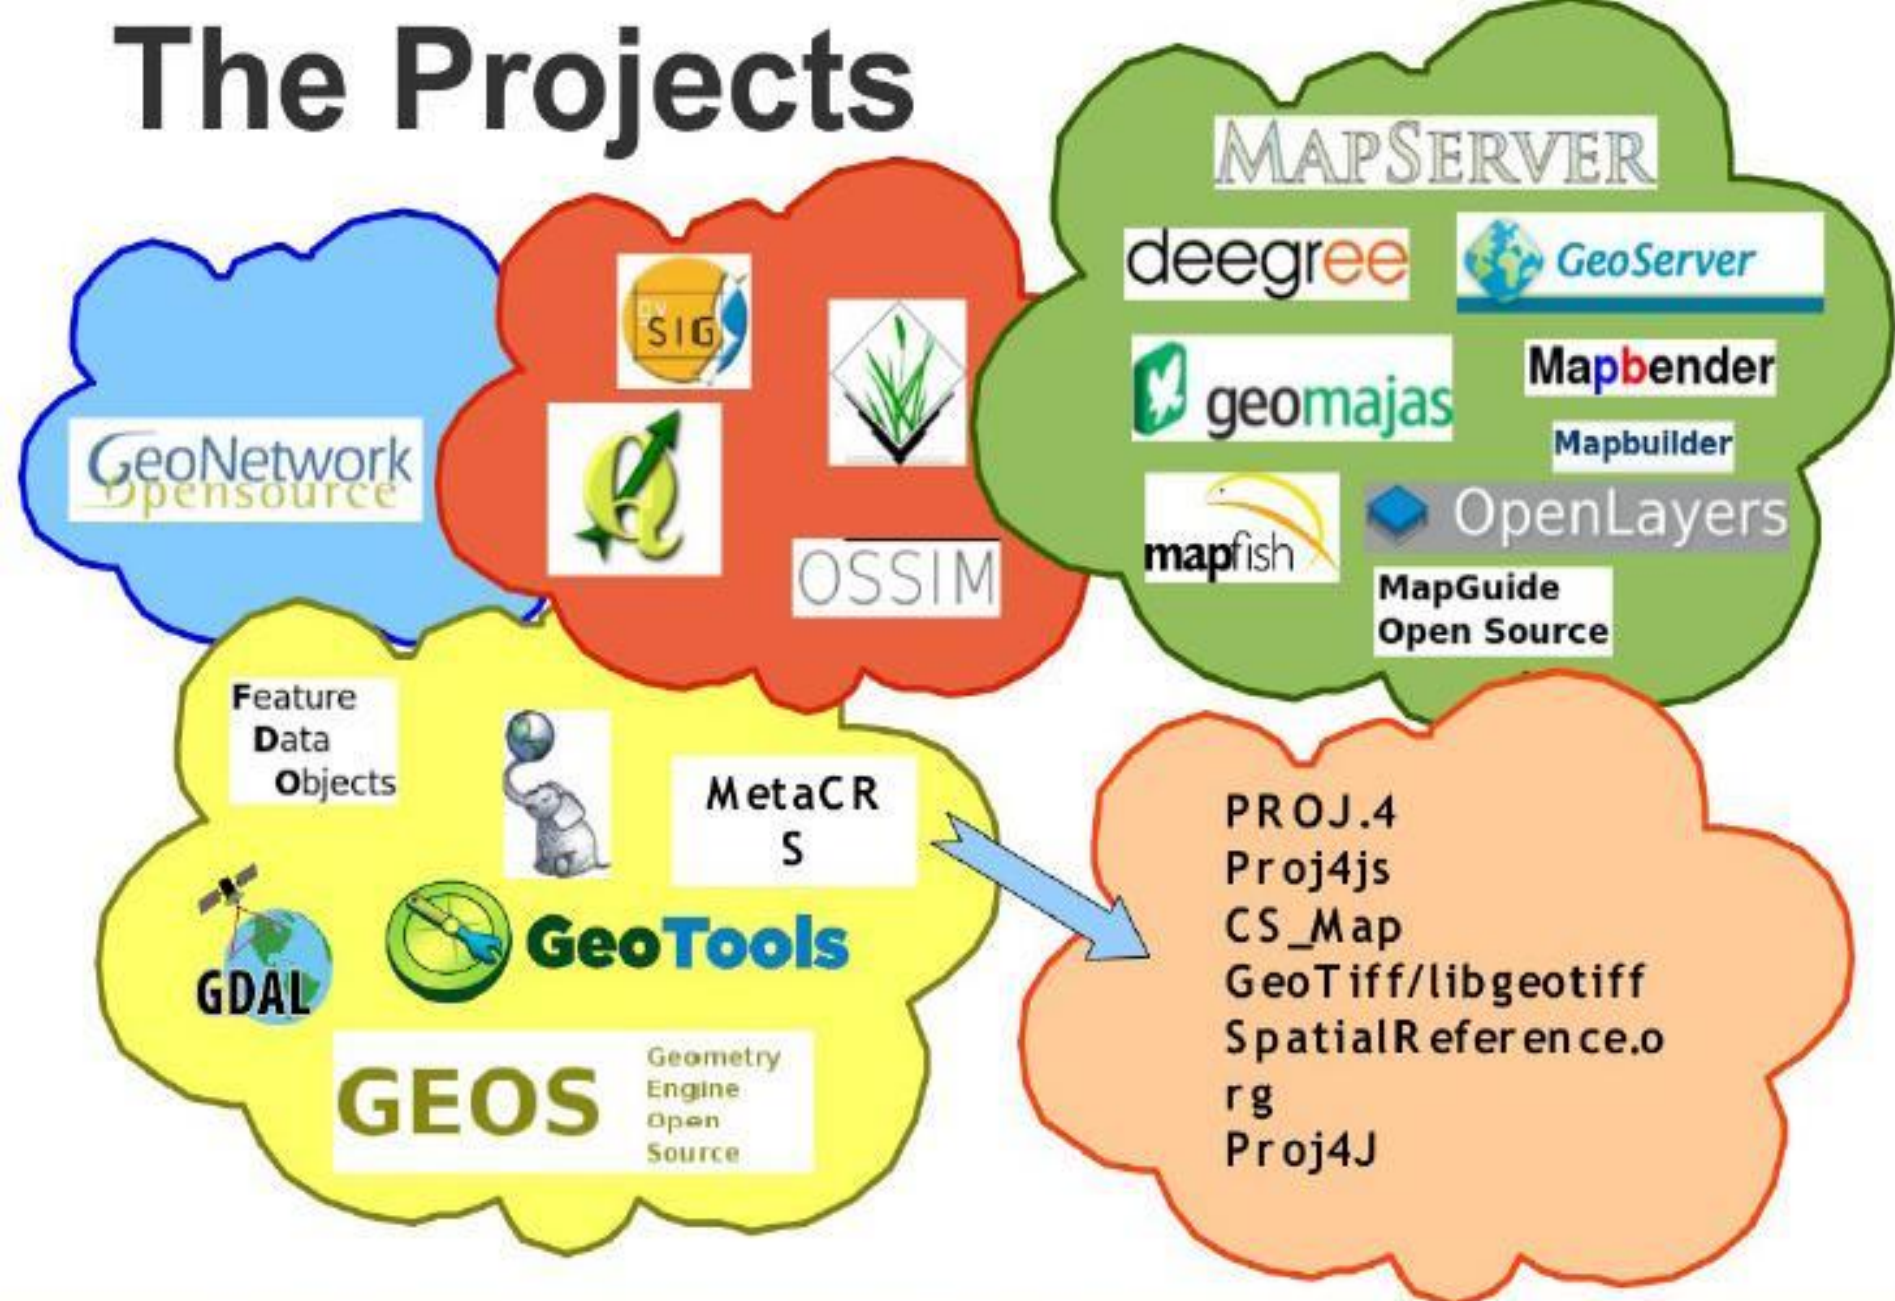 The Projects
GeoNetwork
Opensource
gv
SIG
Q
OSSIM
MAPSERVER
deegree
GeoServer
geomajas
Mapbender
Mapbuilder
mapfish
OpenLayers
MapGuide
Open Source
Feature
Data
Objects
MetaCR
S
GDAL
GeoTools
GEOS
Geometry
Engine
Open
Source
PROJ.4
Proj4js
CS_Map
GeoTiff/libgeotiff
SpatialReference.o
rg
Proj4J